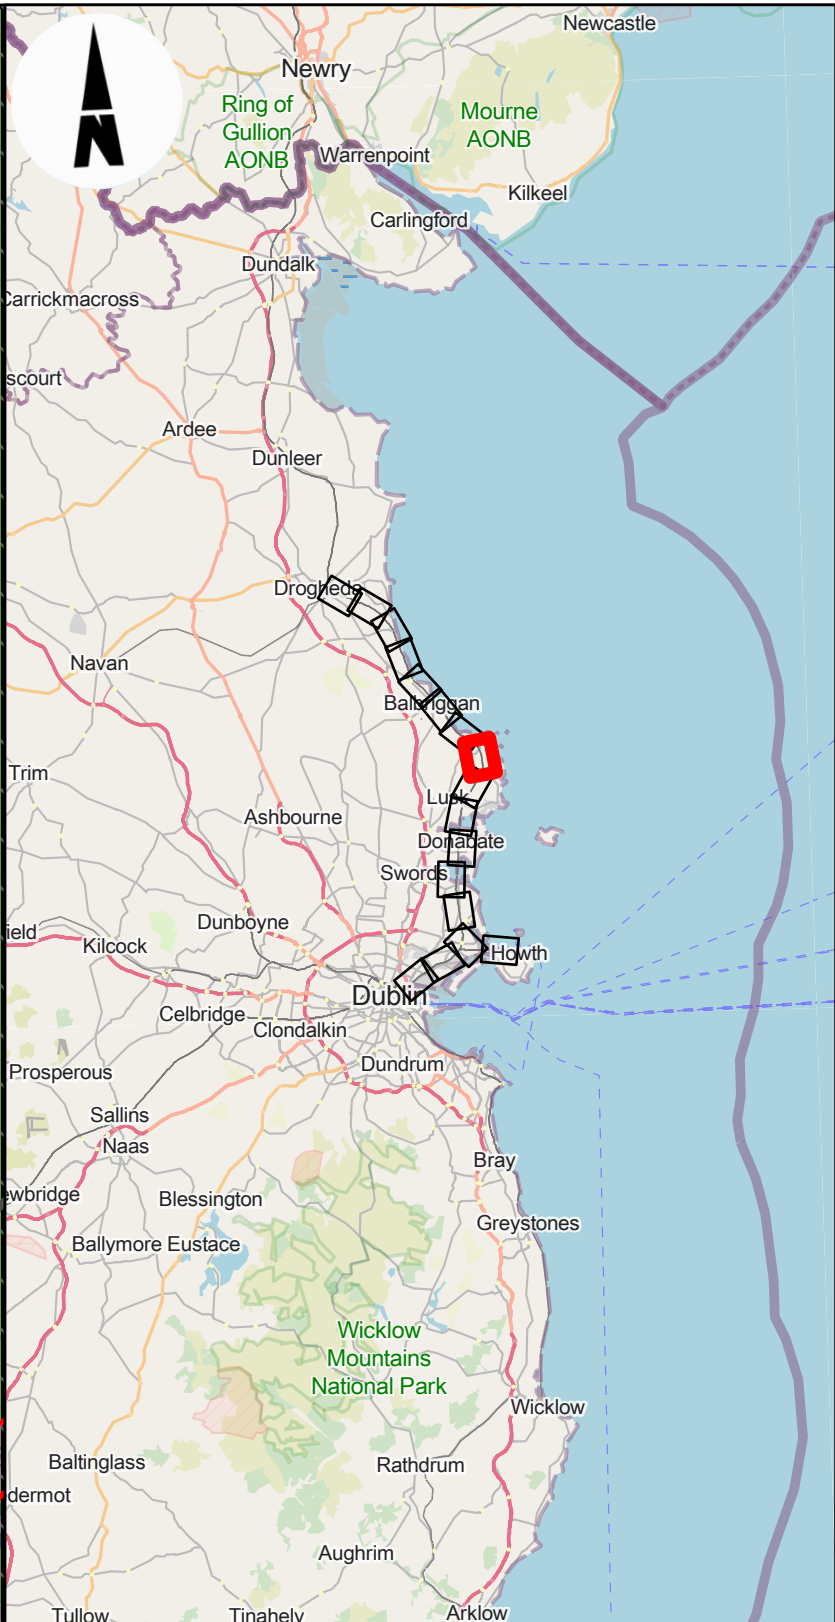 Newcastle
N
Newry
Ring of
Gullion
AONB
Mourne
AONB
Warrenpoint
Kilkeel
Carlingford
Dundalk
Carrickmacross
scourt
Ardee
Dunleer
Drogheda
Navan
Balbriggan
Trim
Lusk
Ashbourne
Donabate
Swords
Dunboyne
ield
Kilcock
Howth
Dublin
Celbridge
Clondalkin
Dundrum
Prosperous
Sallins
Naas
Bray
ewbridge
Blessington
Greystones
Ballymore Eustace
Wicklow
Mountains
National Park
Wicklow
Baltinglass
Rathdrum
dermot
Aughrim
Tullow
Tinahely
Arklow